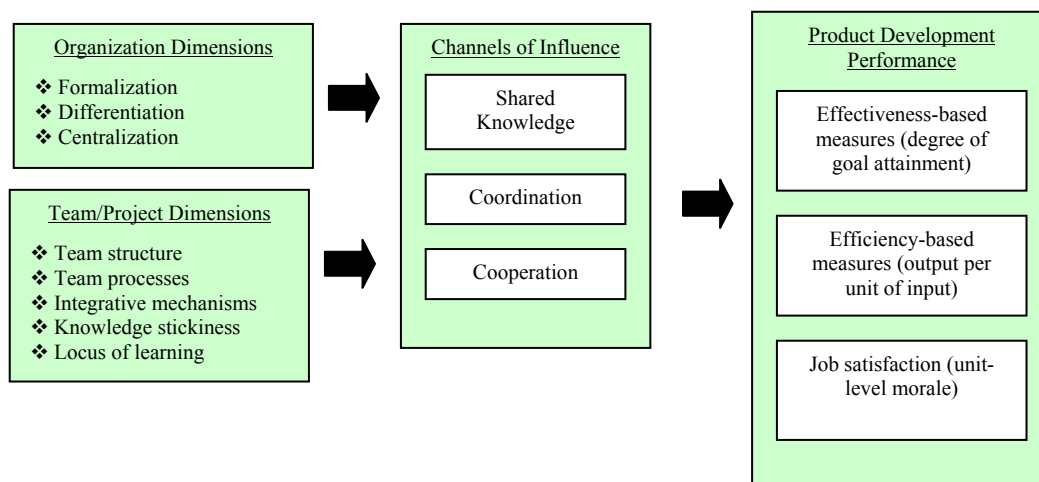 Organization Dimensions
❖ Formalization
❖ Differentiation
❖ Centralization
Team/Project Dimensions
❖ Team structure
❖ Team processes
❖ Integrative mechanisms
❖ Knowledge stickiness
❖ Locus of learning
Channels of Influence
Shared
Knowledge
Coordination
Cooperation
Product Development
Performance
Effectiveness-based
measures (degree of
goal attainment)
Efficiency-based
measures (output per
unit of input)
Job satisfaction (unit-
level morale)